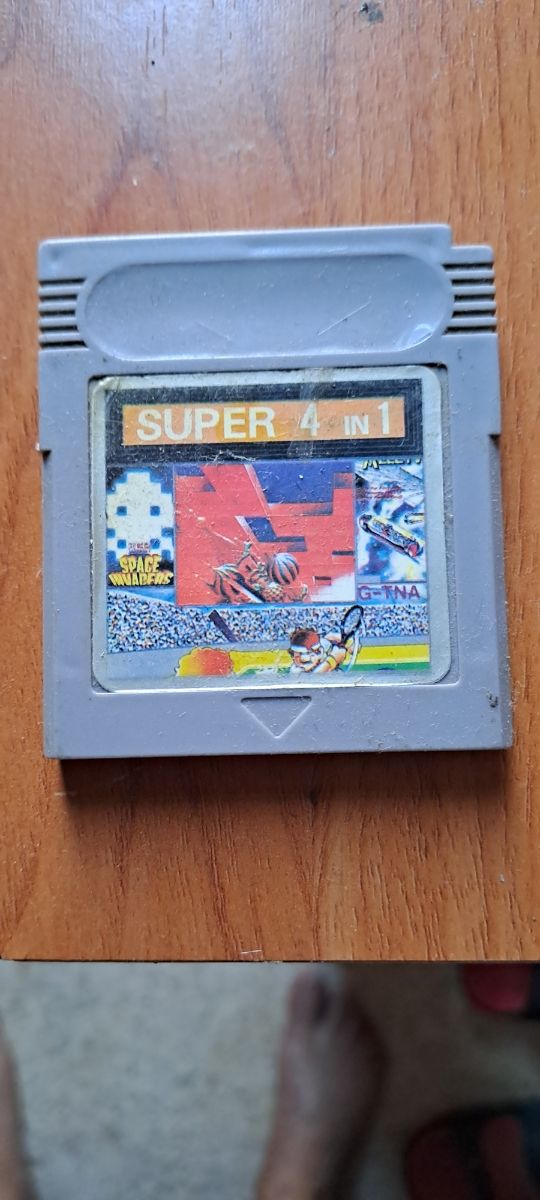 SUPER 4 IN 1
SPACE
INVADERS
G-TNA